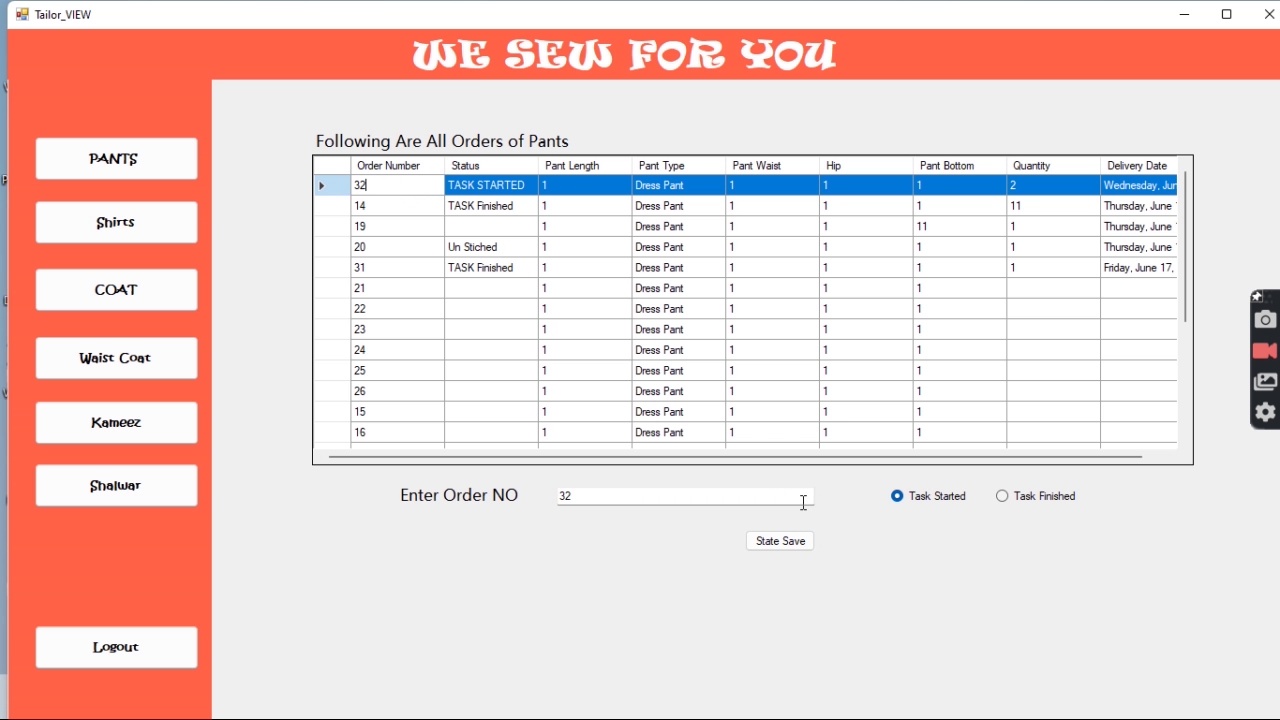 Tailor_VIEW
WE SEW FOR YOU
PANTS
Shirts
COAT
Waist Coat
Kameez
Shalwar
Logout
Following Are All Orders of Pants
Order Number Status Pant Length Pant Type Pant Waist Hip Pant Bottom Quantity Delivery Date
32 TASK STARTED 1 Dress Pant 1 1 1 2 Wednesday, Jun
14 TASK Finished 1 Dress Pant 1 1 1 11 Thursday, June
19 1 Dress Pant 1 1 11 1 Thursday, June
20 Un Stiched 1 Dress Pant 1 1 1 1 Thursday, June
31 TASK Finished 1 Dress Pant 1 1 1 1 Friday, June 17,
21 1 Dress Pant 1 1 1
22 1 Dress Pant 1 1 1
23 1 Dress Pant 1 1 1
24 1 Dress Pant 1 1 1
25 1 Dress Pant 1 1 1
26 1 Dress Pant 1 1 1
15 1 Dress Pant 1 1 1
16 1 Dress Pant 1 1 1
Enter Order NO 32 Task Started Task Finished
State Save